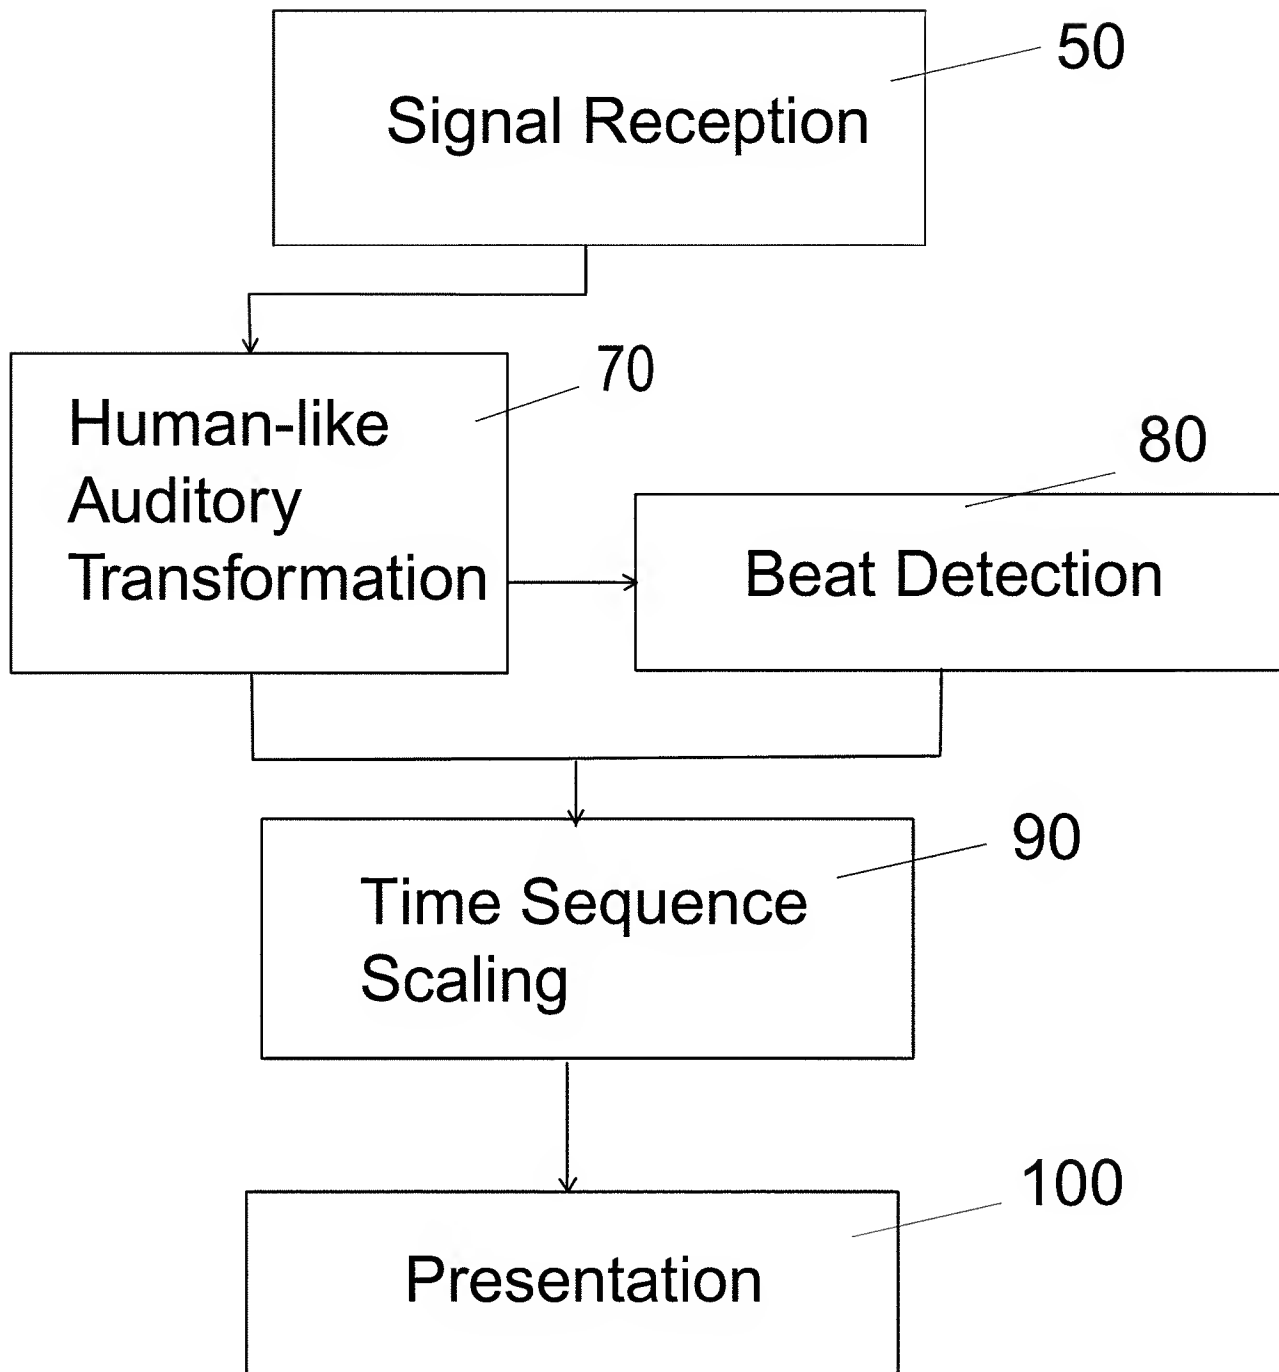 50
Signal Reception
70
Human-like
Auditory
Transformation
80
Beat Detection
90
Time Sequence
Scaling
100
Presentation